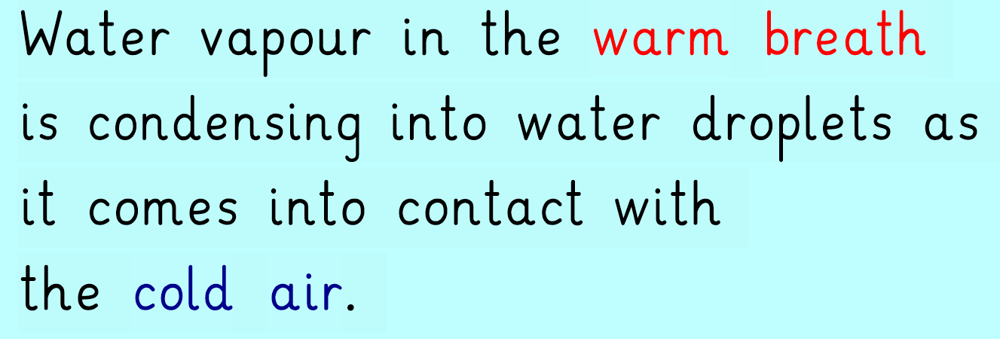 Water vapour in the warm breath
is condensing into water droplets as
it comes into contact with
the cold air.